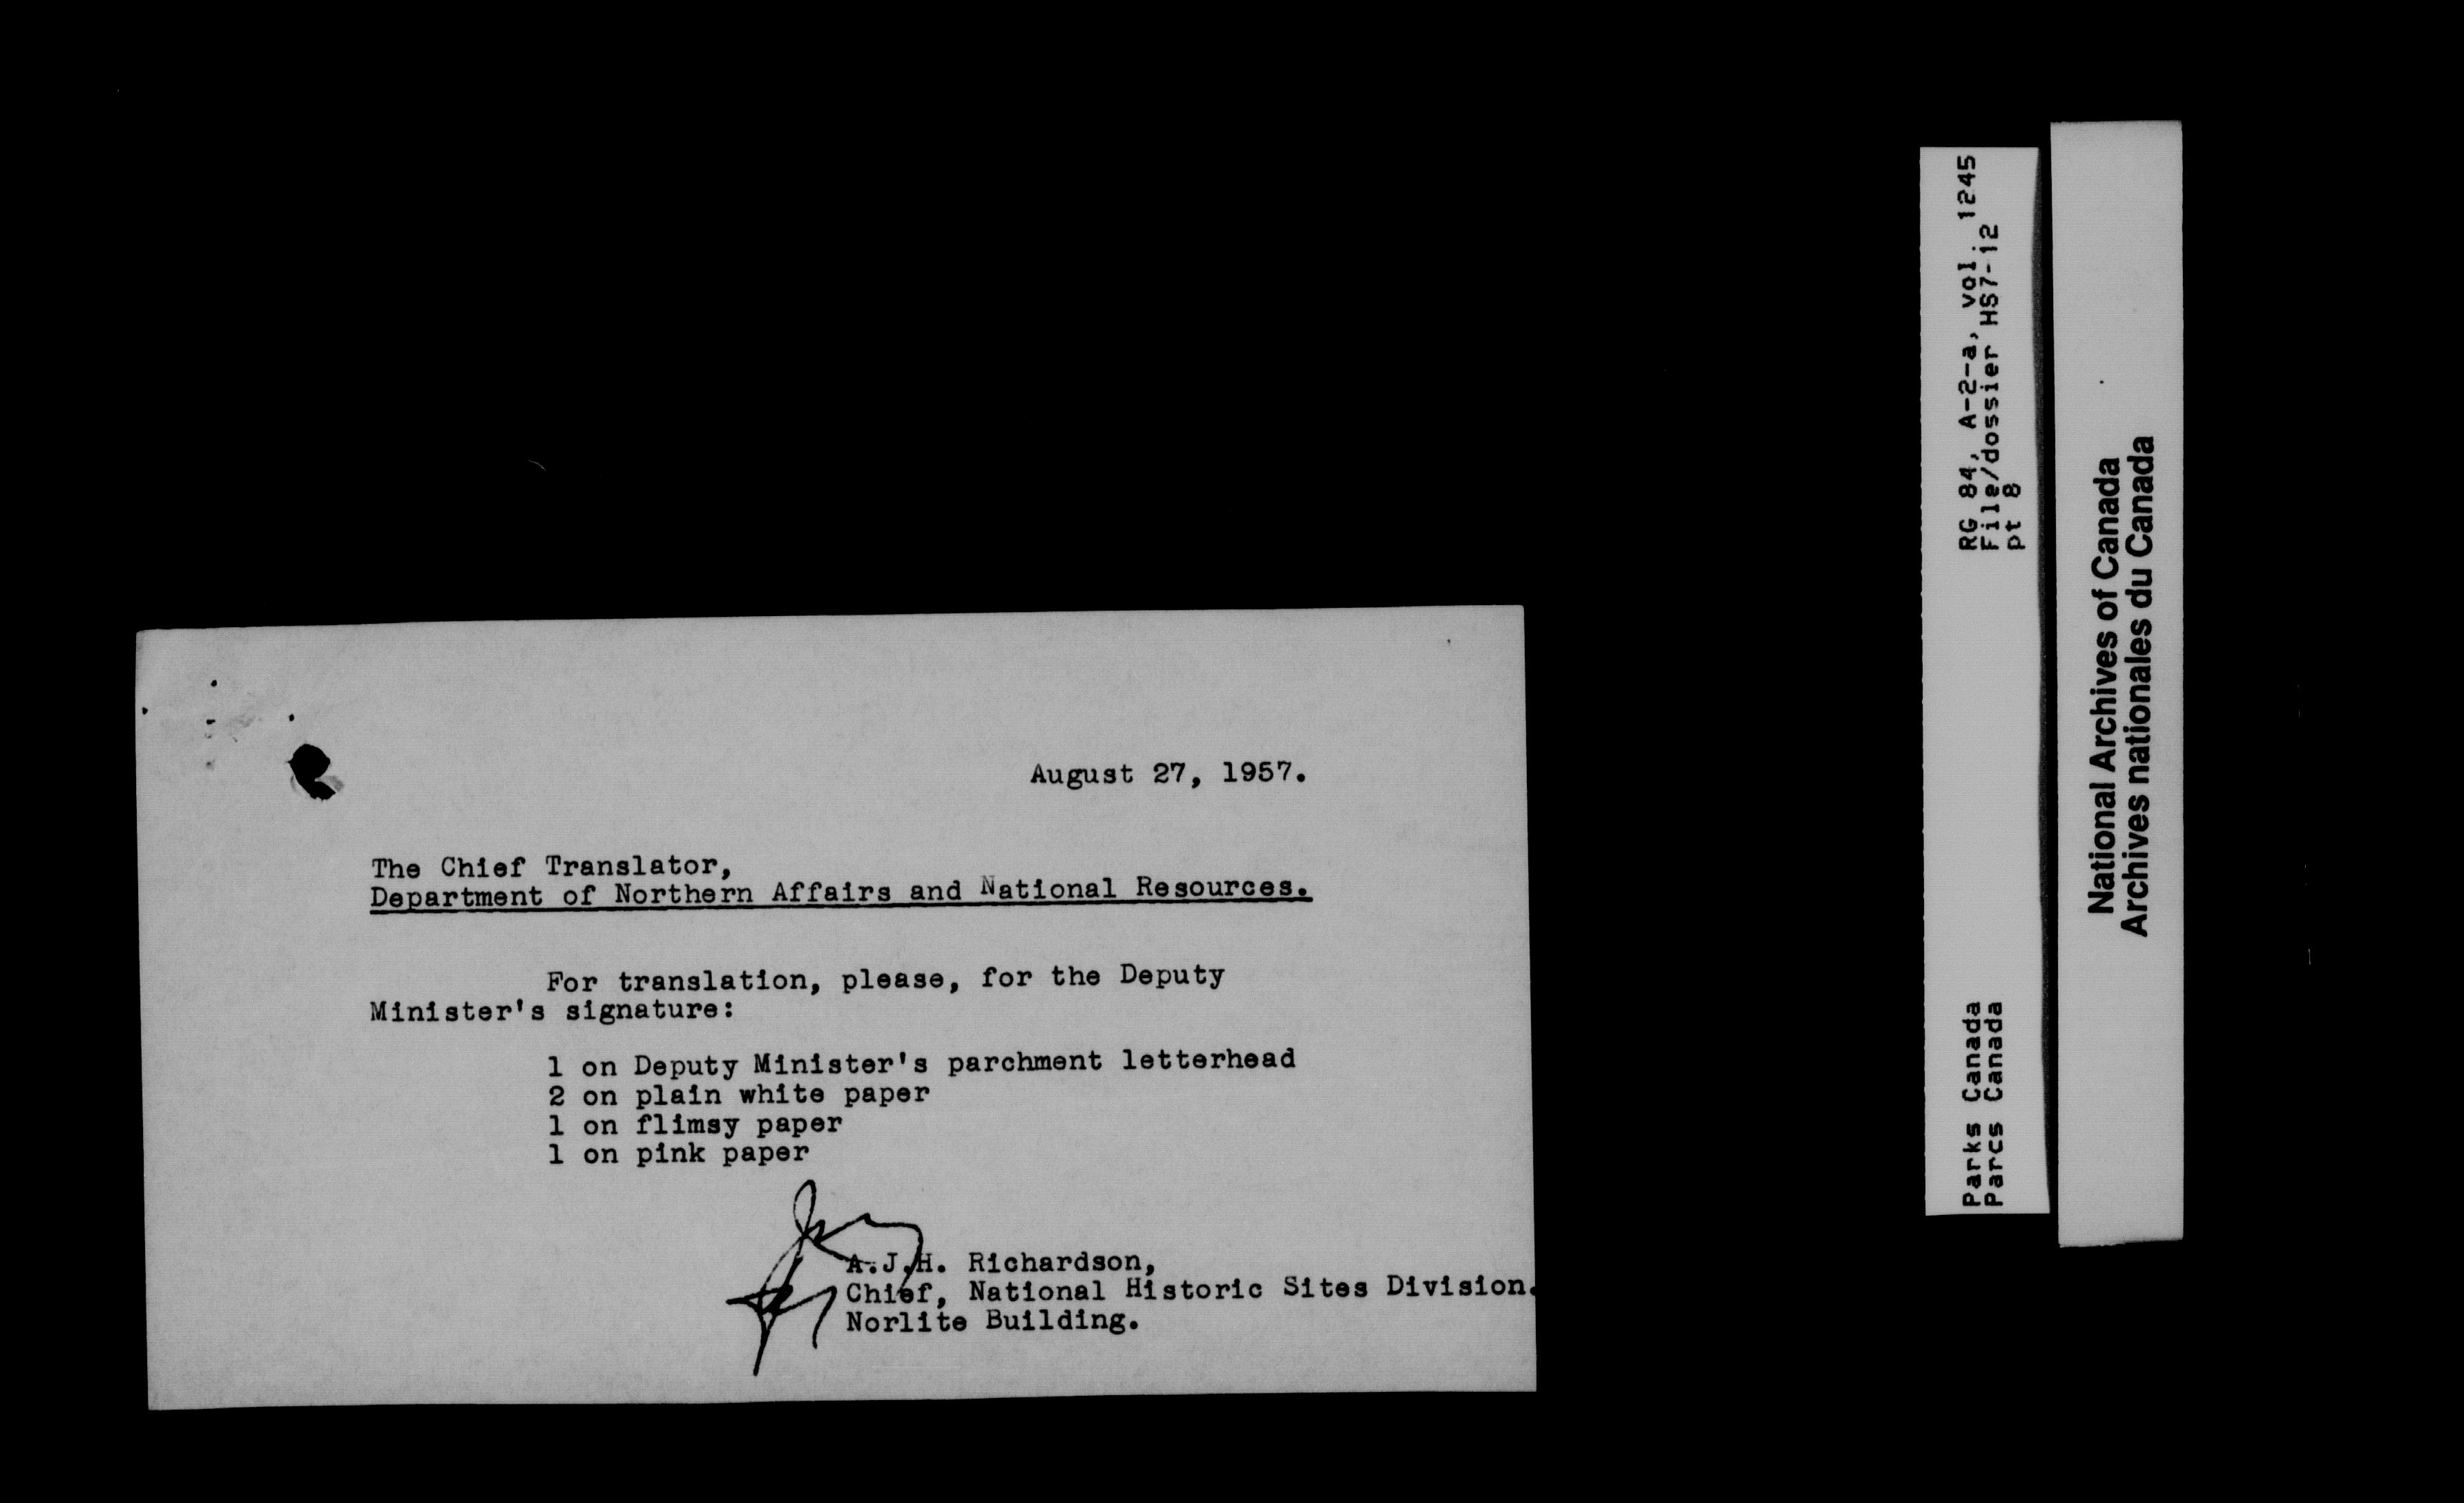 August 27, 1957.
The Chief Translator,
Department of Northern Affairs and National Resources.
For translation, please, for the Deputy
Minister's signature:
1 on Deputy Minister's parchment letterhead
2 on plain white paper
1 on flimsy paper
1 on pink paper
A.J.H. Richardson,
Chief, National Historic Sites Division.
Norlite Building.
RG 84, A-2-a, vol. 1245
File/dossier HS7-12
pt 8
Parks Canada
Parcs Canada
National Archives of Canada
Archives nationales du Canada